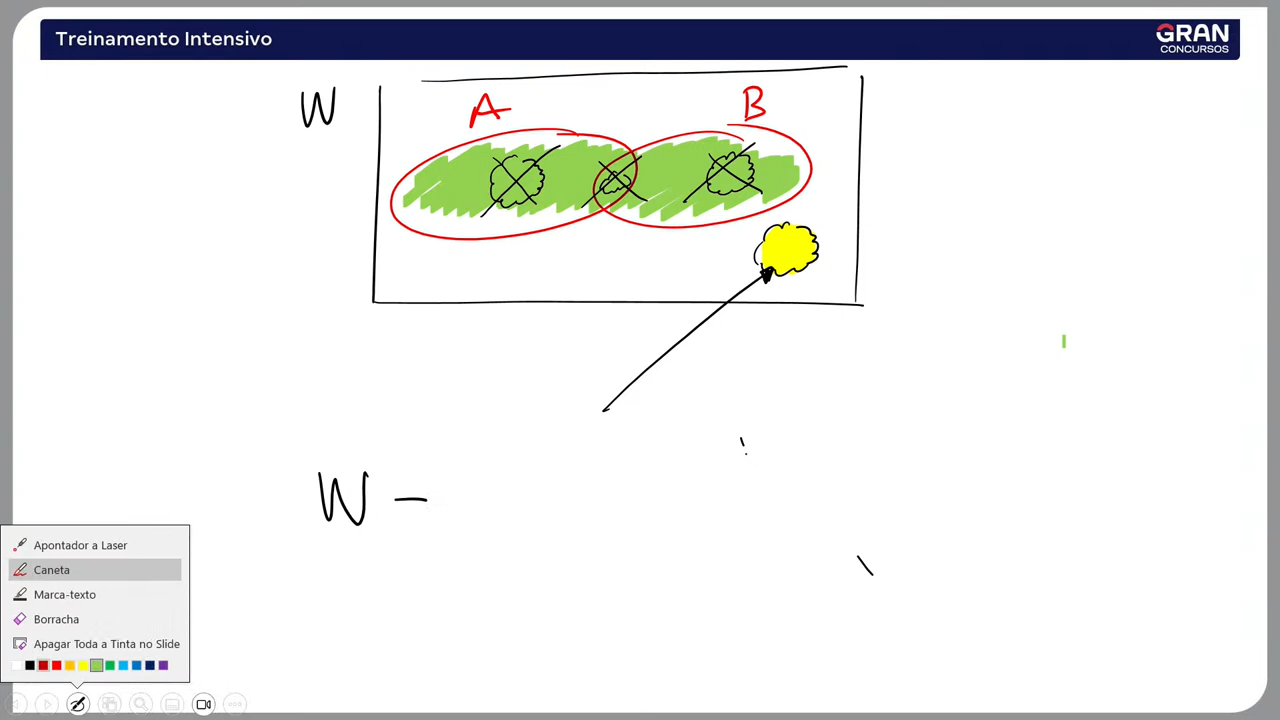 Treinamento Intensivo
GRAN
CONCURSOS
W
A
B
W –
Apontador a Laser
Caneta
Marca-texto
Borracha
Apagar Toda a Tinta no Slide